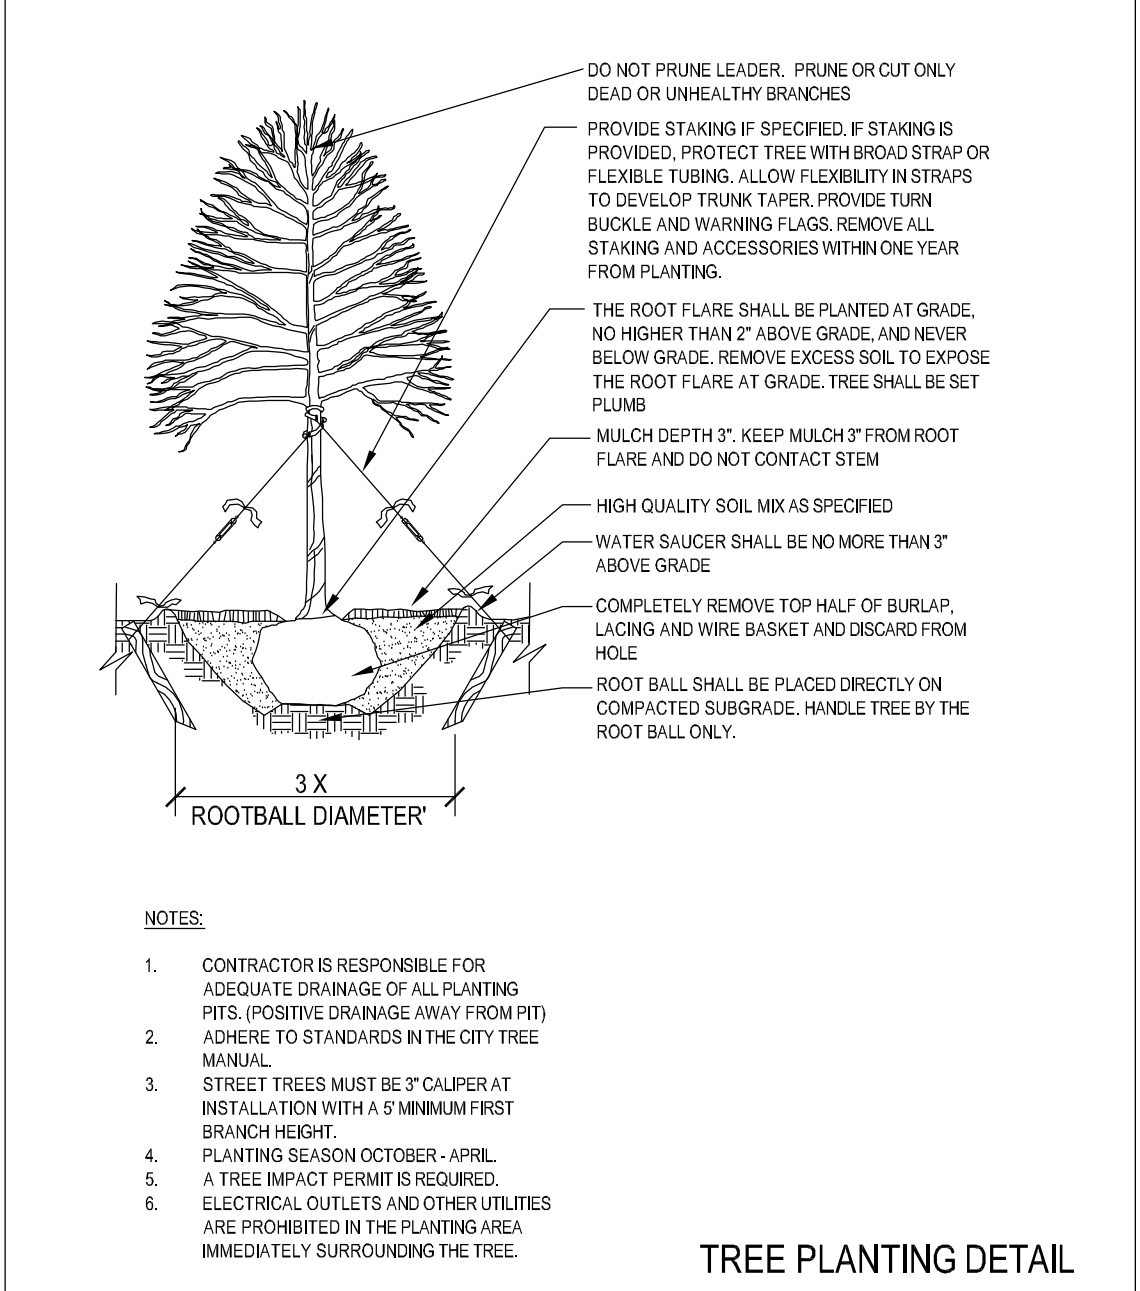 DO NOT PRUNE LEADER. PRUNE OR CUT ONLY
DEAD OR UNHEALTHY BRANCHES
PROVIDE STAKING IF SPECIFIED. IF STAKING IS
PROVIDED, PROTECT TREE WITH BROAD STRAP OR
FLEXIBLE TUBING. ALLOW FLEXIBILITY IN STRAPS
TO DEVELOP TRUNK TAPER. PROVIDE TURN
BUCKLE AND WARNING FLAGS. REMOVE ALL
STAKING AND ACCESSORIES WITHIN ONE YEAR
FROM PLANTING.
THE ROOT FLARE SHALL BE PLANTED AT GRADE,
NO HIGHER THAN 2" ABOVE GRADE, AND NEVER
BELOW GRADE. REMOVE EXCESS SOIL TO EXPOSE
THE ROOT FLARE AT GRADE. TREE SHALL BE SET
PLUMB
MULCH DEPTH 3". KEEP MULCH 3" FROM ROOT
FLARE AND DO NOT CONTACT STEM
HIGH QUALITY SOIL MIX AS SPECIFIED
WATER SAUCER SHALL BE NO MORE THAN 3"
ABOVE GRADE
COMPLETELY REMOVE TOP HALF OF BURLAP,
LACING AND WIRE BASKET AND DISCARD FROM
HOLE
ROOT BALL SHALL BE PLACED DIRECTLY ON
COMPACTED SUBGRADE. HANDLE TREE BY THE
ROOT BALL ONLY.
3 X
ROOTBALL DIAMETER'
NOTES:
1. CONTRACTOR IS RESPONSIBLE FOR
ADEQUATE DRAINAGE OF ALL PLANTING
PITS. (POSITIVE DRAINAGE AWAY FROM PIT)
2. ADHERE TO STANDARDS IN THE CITY TREE
MANUAL.
3. STREET TREES MUST BE 3" CALIPER AT
INSTALLATION WITH A 5' MINIMUM FIRST
BRANCH HEIGHT.
4. PLANTING SEASON OCTOBER - APRIL.
5. A TREE IMPACT PERMIT IS REQUIRED.
6. ELECTRICAL OUTLETS AND OTHER UTILITIES
ARE PROHIBITED IN THE PLANTING AREA
IMMEDIATELY SURROUNDING THE TREE.
TREE PLANTING DETAIL